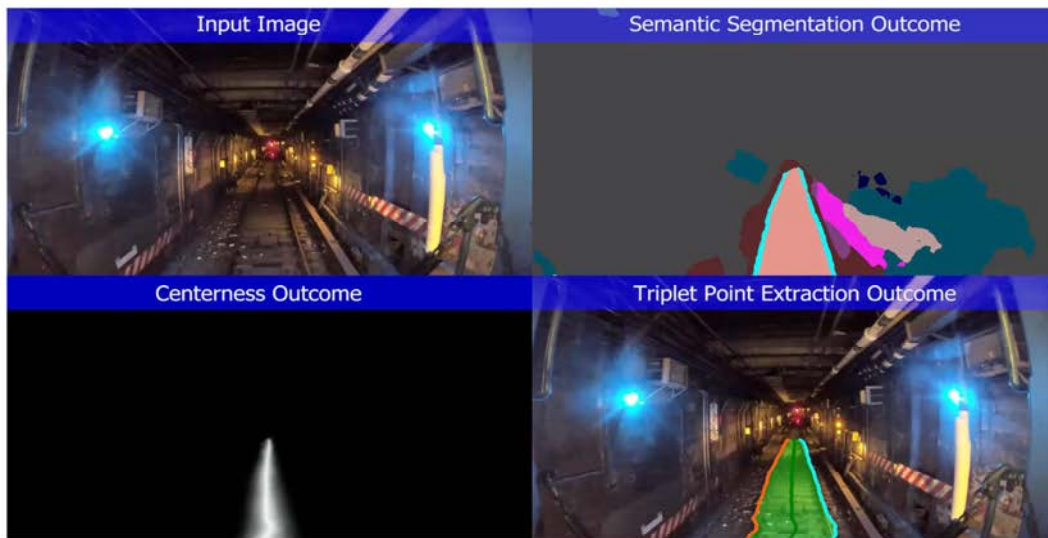 Input Image
Semantic Segmentation Outcome
Centerness Outcome
Triplet Point Extraction Outcome